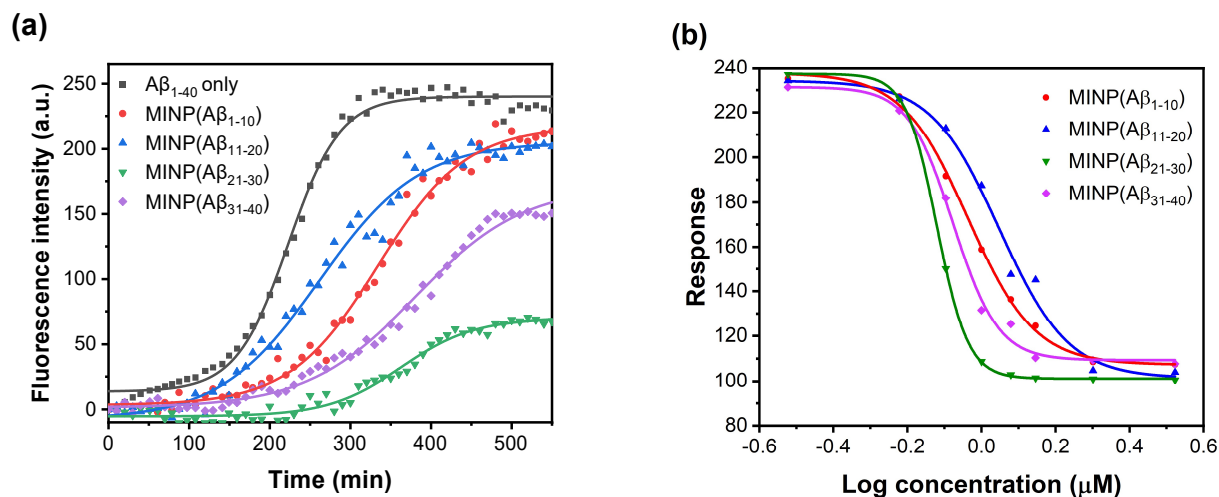 (a)
Fluorescence intensity (a.u.)
250
200
150
100
50
0
0 100 200 300 400 500
Time (min)
Aβ1-40 only
MINP(Aβ1-10)
MINP(Aβ11-20)
MINP(Aβ21-30)
MINP(Aβ31-40)
(b)
Response
240
220
200
180
160
140
120
100
80
-0.6 -0.4 -0.2 0.0 0.2 0.4 0.6
Log concentration (μM)
MINP(Aβ1-10)
MINP(Aβ11-20)
MINP(Aβ21-30)
MINP(Aβ31-40)